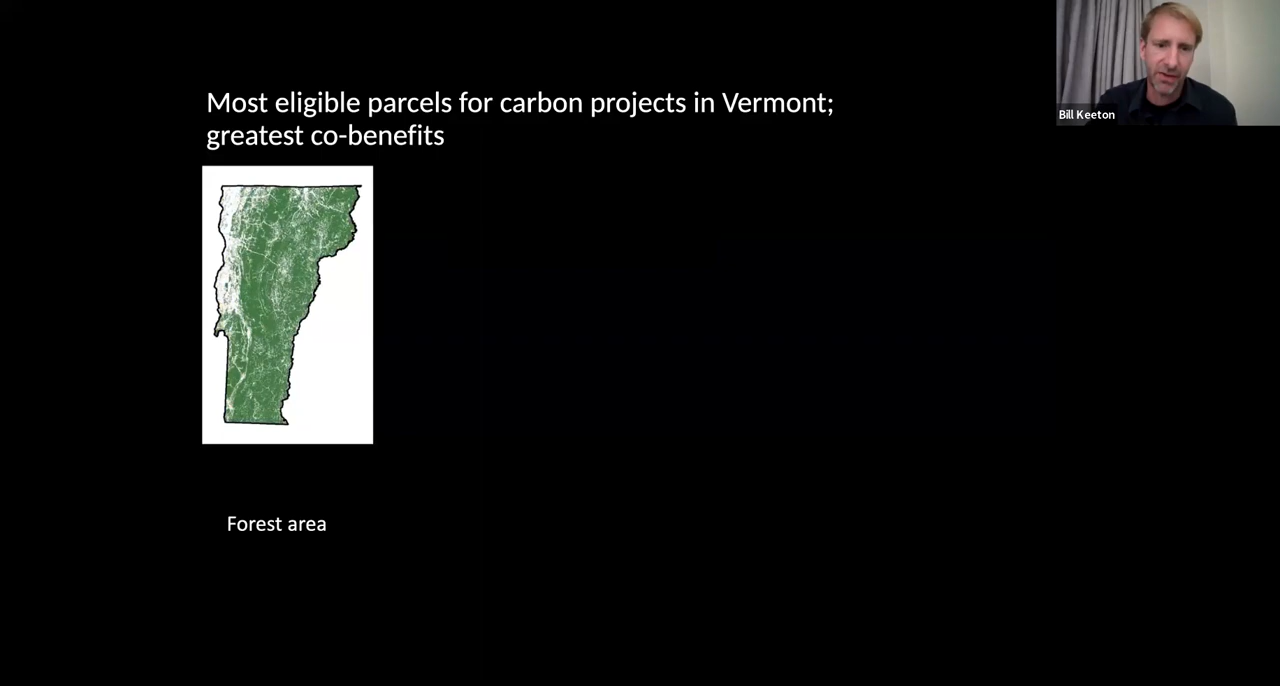 Most eligible parcels for carbon projects in Vermont;
greatest co-benefits
Bill Keeton
Forest area